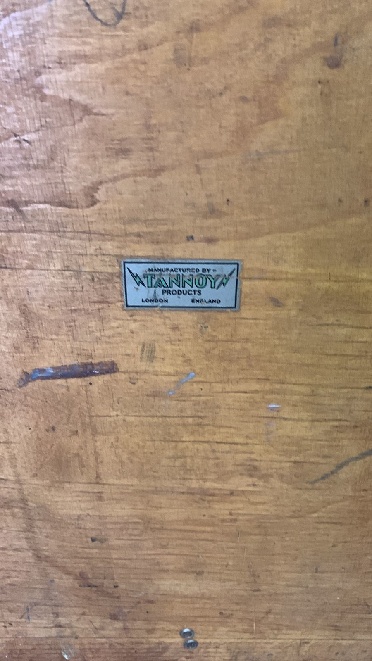 MANUFACTURED BY
TANNOY
PRODUCTS
LONDON ENGLAND